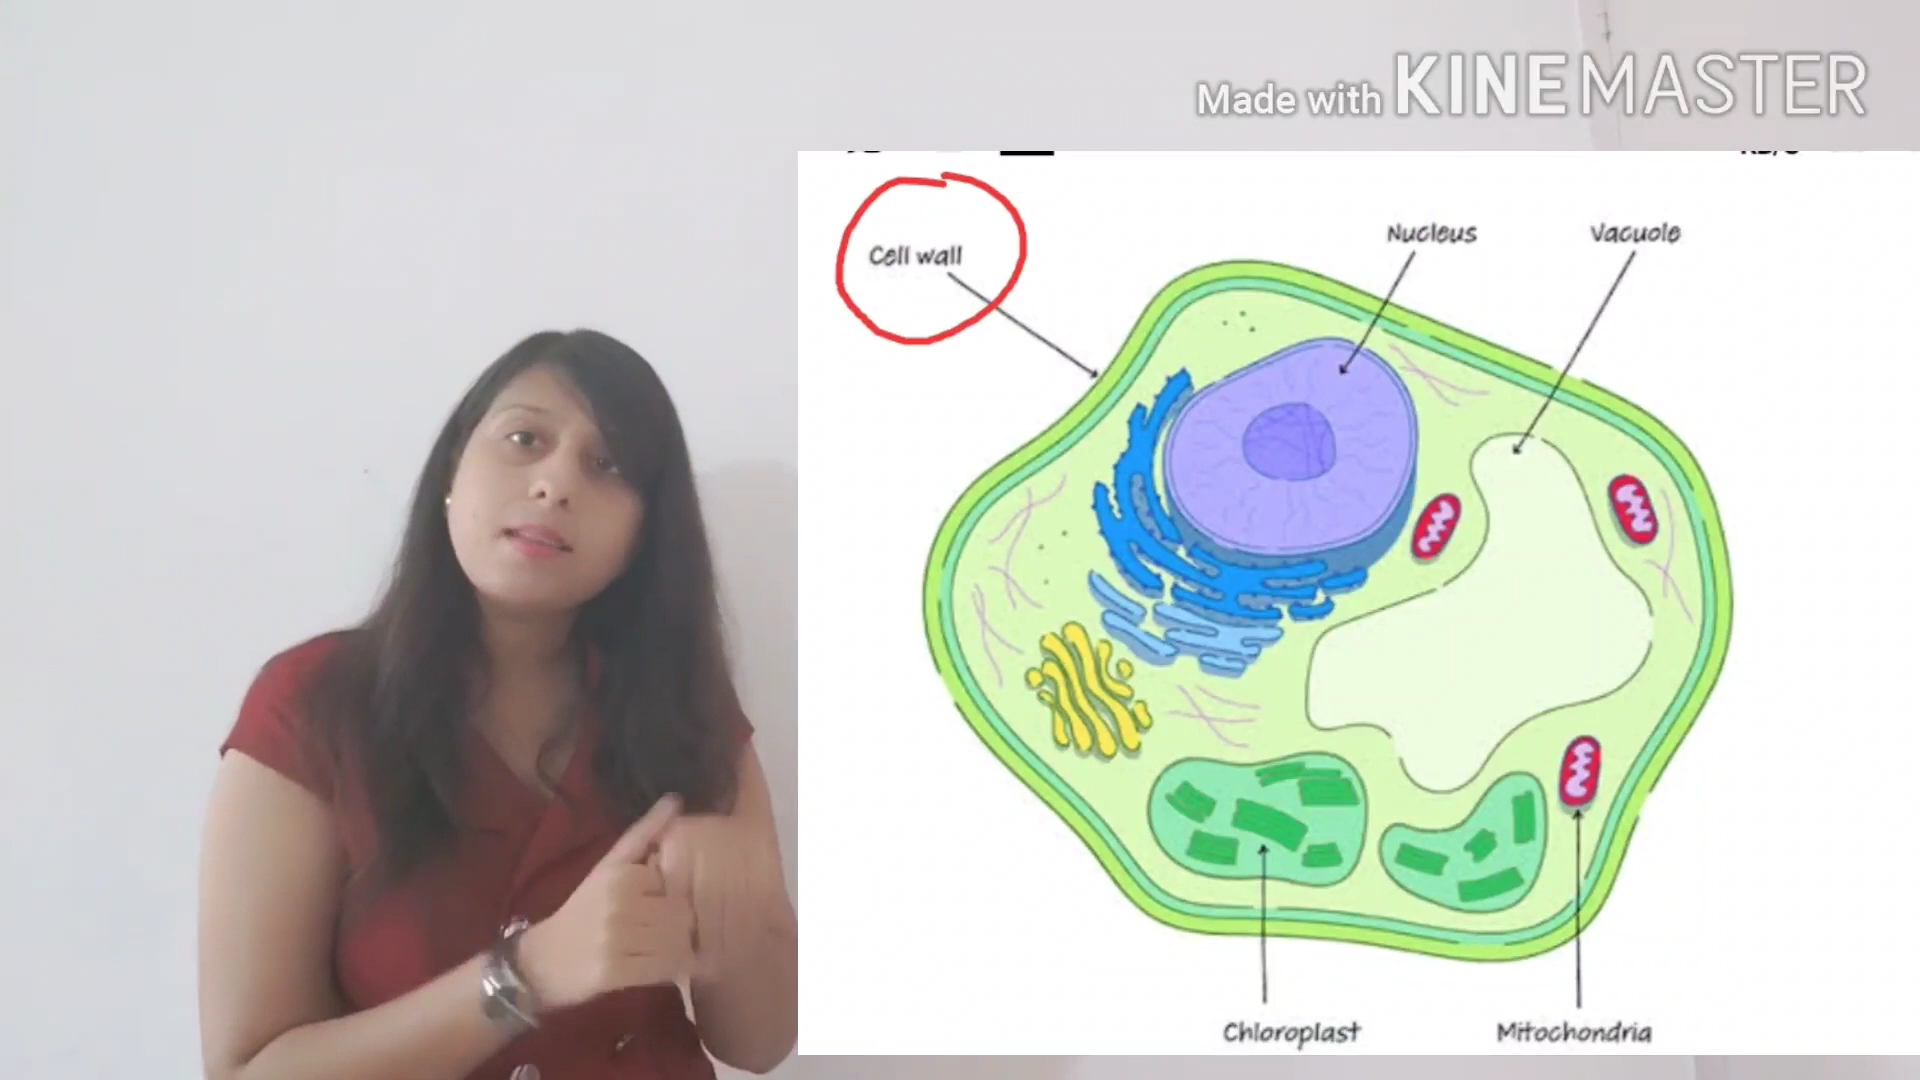 Made with KINEMASTER
Cell wall
Nucleus
Vacuole
Chloroplast
Mitochondria